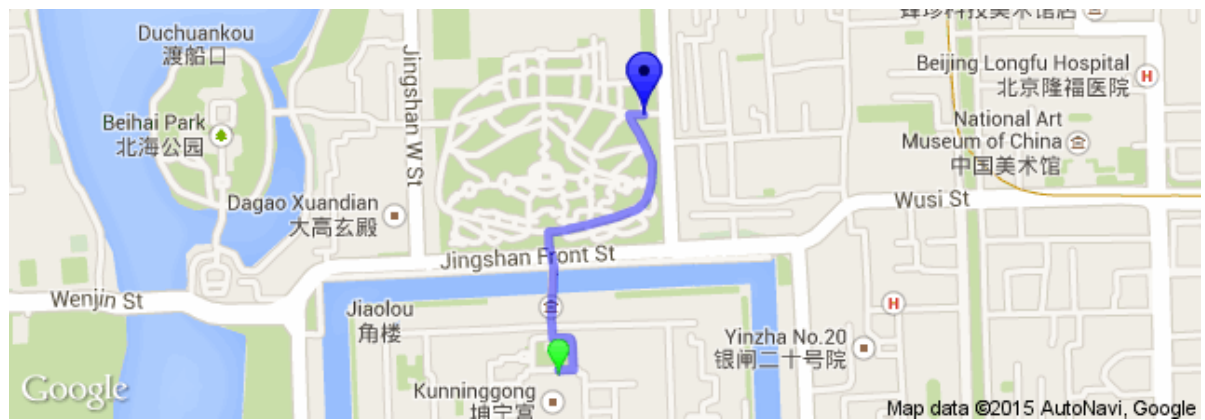 Duchuankou
渡船口
Beihai Park
北海公园
Jingshan W St
Dagao Xuandian
大高玄殿
Jingshan Front St
Wenjin St
Jiaolou
角楼
Kunninggong
坤宁宫
Yinzha No.20
银闸二十号院
H
Wusi St
Beijing Longfu Hospital
北京隆福医院
H
National Art
Museum of China
中国美术馆
Google
Map data ©2015 AutoNavi, Google